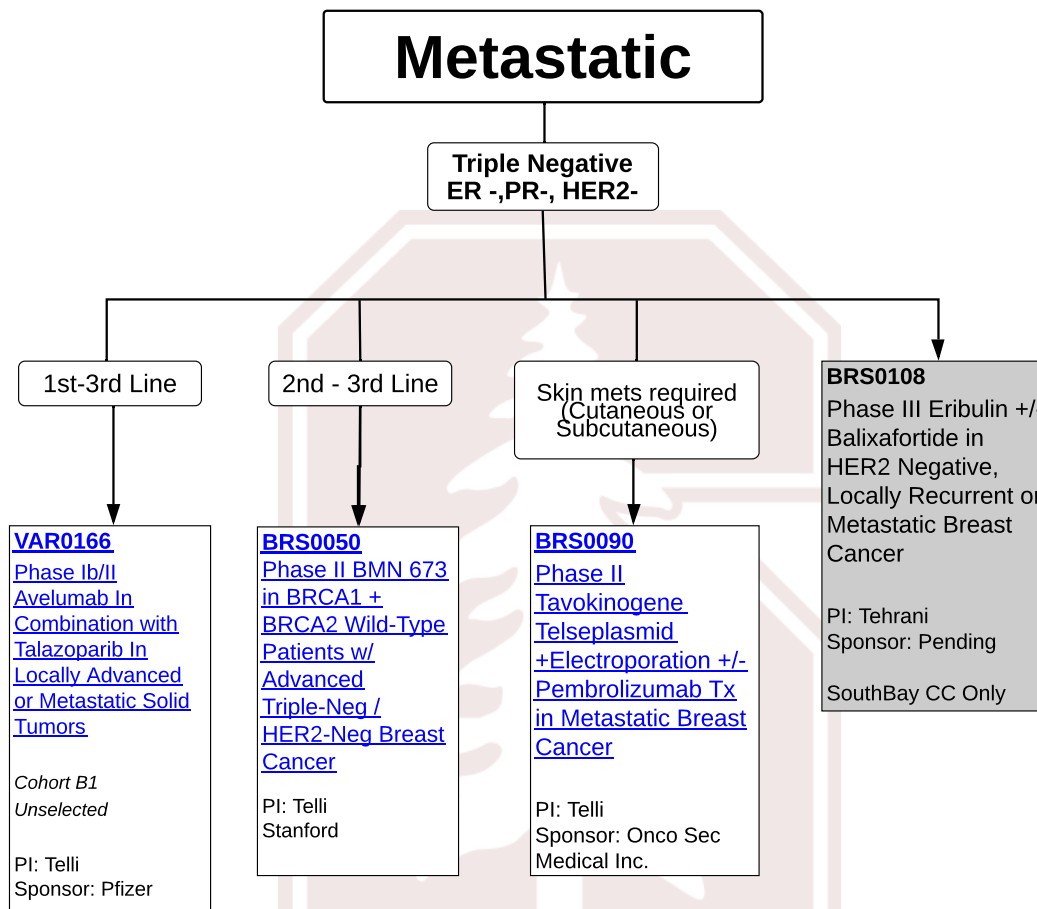 Metastatic
Triple Negative
ER -,PR-, HER2-
1st-3rd Line
2nd - 3rd Line
Skin mets required
(Cutaneous or
Subcutaneous)
VAR0166
Phase Ib/II
Avelumab In
Combination with
Talazoparib In
Locally Advanced
or Metastatic Solid
Tumors
Cohort B1
Unselected
PI: Telli
Sponsor: Pfizer
BRS0050
Phase II BMN 673
in BRCA1 +
BRCA2 Wild-Type
Patients w/
Advanced
Triple-Neg /
HER2-Neg Breast
Cancer
PI: Telli
Stanford
BRS0090
Phase II
Tavokinogene
Telseplasmid
+Electroporation +/-
Pembrolizumab Tx
in Metastatic Breast
Cancer
PI: Telli
Sponsor: Onco Sec
Medical Inc.
BRS0108
Phase III Eribulin +/-
Balixafortide in
HER2 Negative,
Locally Recurrent or
Metastatic Breast
Cancer
PI: Tehrani
Sponsor: Pending
SouthBay CC Only